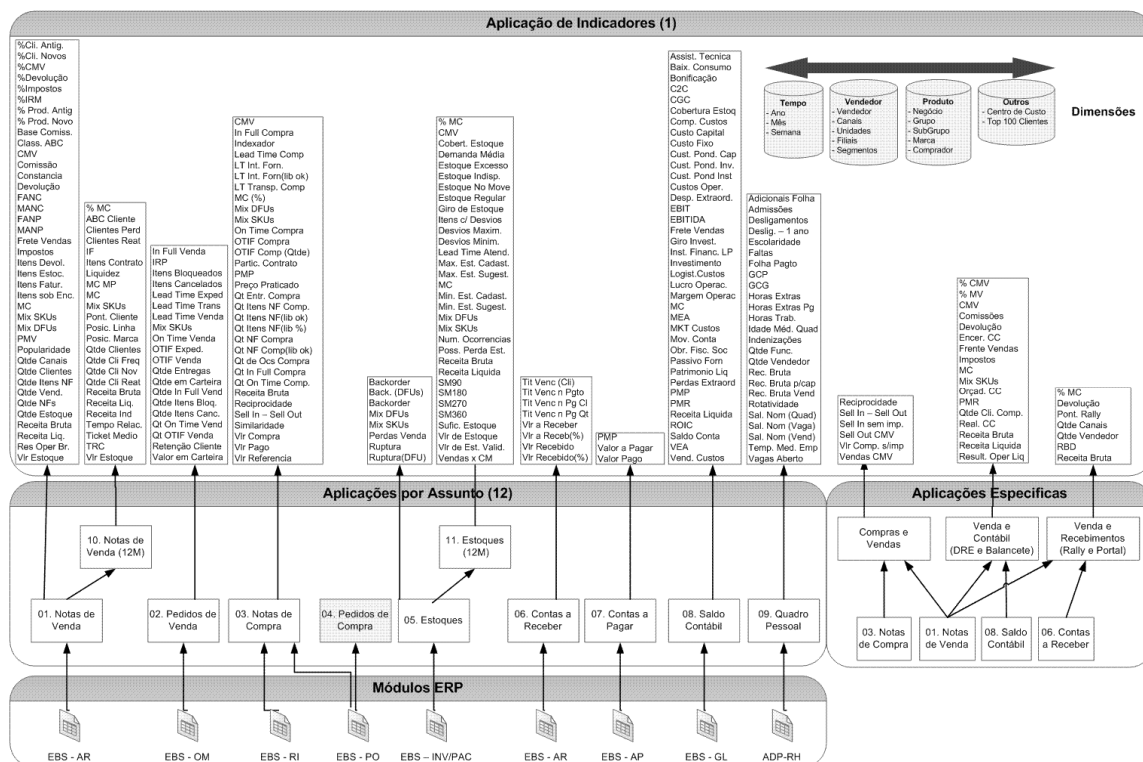 Aplicação de Indicadores (1)
%Cli. Antig.
%Cli. Novos
%CMV
%Devolução
%Impostos
%IRM
% Prod. Antig
% Prod. Novo
Base Comiss.
Class. ABC
CMV
Comissão
Constancia
Devolução
FANC
MANC
FANP
MANP
Frete Vendas
Impostos
Itens Devol.
Itens Estoc.
Itens Fatur.
Itens sob Enc.
MC
Mix SKUs
Mix DFUs
PMV
Popularidade
Qtde Canais
Qtde Clientes
Qtde Itens NF
Qtde Vend.
Qtde NFs
Qtde Estoque
Receita Bruta
Receita Liq.
Res Oper Br.
Vlr Estoque
% MC
ABC Cliente
Clientes Perd
Clientes Reat
IF
Itens Contrato
Liquidez
MC MP
MC
Mix SKUs
Pont. Cliente
Posic. Linha
Posic. Marca
Qtde Clientes
Qtde Cli Freq
Qtde Cli Nov
Qtde Cli Reat
Receita Bruta
Receita Liq.
Receita Ind
Tempo Relac.
Ticket Medio
TRC
Vlr Estoque
In Full Venda
IRP
Itens Bloqueados
Itens Cancelados
Lead Time Exped
Lead Time Trans
Lead Time Venda
Mix SKUs
On Time Venda
OTIF Exped.
OTIF Venda
Qtde Entregas
Qtde em Carteira
Qtde In Full Vend
Qtde Itens Bloq.
Qtde Itens Canc.
Qt On Time Vend
Qt OTIF Venda
Retenção Cliente
Valor em Carteira
CMV
In Full Compra
Indexador
Lead Time Comp
LT Int. Forn.
LT Int. Forn(lib ok)
LT Transp. Comp
MC (%)
Mix DFUs
Mix SKUs
On Time Compra
OTIF Compra
OTIF Comp (Qtde)
Partic. Contrato
PMP
Preço Praticado
Qt Entr. Compra
Qt Itens NF Comp.
Qt Itens NF(lib ok)
Qt Itens NF(lib %)
Qt NF Compra
Qt NF Comp(lib ok)
Qt de Ocs Compra
Qt In Full Compra
Qt On Time Comp.
Receita Bruta
Reciprocidade
Sell In – Sell Out
Similaridade
Vlr Compra
Vlr Pago
Vlr Referencia
Backorder
Back. (DFUs)
Backorder
Mix DFUs
Mix SKUs
Perdas Venda
Ruptura
Ruptura(DFU)
% MC
CMV
Cobert. Estoque
Demanda Média
Estoque Excesso
Estoque Indisp.
Estoque No Move
Estoque Regular
Giro de Estoque
Itens c/ Desvios
Desvios Maxim.
Desvios Minim.
Lead Time Atend.
Max. Est. Cadast.
Max. Est. Sugest.
MC
Min. Est. Cadast.
Min. Est. Sugest.
Mix DFUs
Mix SKUs
Num. Ocorrencias
Poss. Perda Est.
Receita Bruta
Receita Liquida
SM90
SM180
SM270
SM360
Sufic. Estoque
Vlr de Estoque
Vlr de Est. Valid.
Vendas x CM
Tit Venc (Cli)
Tit Venc n Pgto
Tit Venc n Pg Cl
Tit Venc n Pg Qt
Vlr a Receber
Vlr a Receb(%)
Vlr Recebido
Vlr Recebido(%)
PMP
Valor a Pagar
Valor Pago
Assist. Tecnica
Baix. Consumo
Bonificação
C2C
CGC
Cobertura Estoq
Comp. Custos
Custo Capital
Custo Fixo
Cust. Pond. Cap
Cust. Pond. Inv.
Cust. Pond Inst
Custos Oper.
Desp. Extraord.
EBIT
EBITIDA
Frete Vendas
Giro Invest.
Inst. Financ. LP
Investimento
Logist.Custos
Lucro Operac.
Margem Operac
MC
MEA
MKT Custos
Mov. Conta
Obr. Fisc. Soc
Passivo Forn
Patrimonio Liq
Perdas Extraord
PMP
PMR
Receita Liquida
ROIC
Saldo Conta
VEA
Vend. Custos
Adicionais Folha
Admissões
Desligamentos
Deslig. – 1 ano
Escolaridade
Faltas
Folha Pagto
GCP
GCG
Horas Extras
Horas Extras Pg
Horas Trab.
Idade Méd. Quad
Indenizações
Qtde Func.
Qtde Vendedor
Rec. Bruta
Rec. Bruta p/cap
Rec. Bruta Vend
Rotatividade
Sal. Nom (Quad)
Sal. Nom (Vaga)
Sal. Nom (Vend)
Temp. Med. Emp
Vagas Aberto
Reciprocidade
Sell In – Sell Out
Sell In sem imp.
Sell Out CMV
Vlr Comp. s/imp
Vendas CMV
% CMV
% MV
CMV
Comissões
Devolução
Encer. CC
Frente Vendas
Impostos
MC
Mix SKUs
Orçad. CC
PMR
Qtde Cli. Comp.
Real. CC
Receita Bruta
Receita Liquida
Result. Oper Liq
% MC
Devolução
Pont. Rally
Qtde Canais
Qtde Vendedor
RBD
Receita Bruta
Tempo
- Ano
- Mês
- Semana
Vendedor
- Vendedor
- Canais
- Unidades
- Filiais
- Segmentos
Produto
- Negócio
- Grupo
- SubGrupo
- Marca
- Comprador
Outros
- Centro de Custo
- Top 100 Clientes
Dimensões
Aplicações por Assunto (12)
10. Notas de
Venda (12M)
11. Estoques
(12M)
01. Notas de
Venda
02. Pedidos de
Venda
03. Notas de
Compra
04. Pedidos de
Compra
05. Estoques
06. Contas a
Receber
07. Contas a
Pagar
08. Saldo
Contábil
09. Quadro
Pessoal
Aplicações Especificas
Compras e
Vendas
Venda e
Contábil
(DRE e Balancete)
Venda e
Recebimentos
(Rally e Portal)
03. Notas
de Compra
01. Notas
de Venda
08. Saldo
Contábil
06. Contas
a Receber
Módulos ERP
EBS - AR
EBS - OM
EBS - RI
EBS - PO
EBS – INV/PAC
EBS - AR
EBS - AP
EBS - GL
ADP-RH